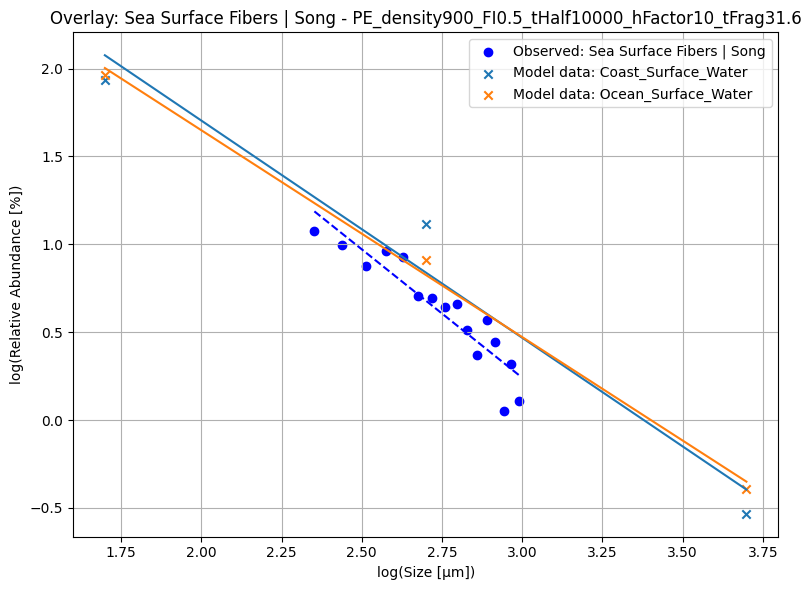 Overlay: Sea Surface Fibers | Song - PE_density900_FI0.5_tHalf10000_hFactor10_tFrag31.6
Observed: Sea Surface Fibers | Song
Model data: Coast_Surface_Water
Model data: Ocean_Surface_Water
log(Relative Abundance [%])
2.0
1.5
1.0
0.5
0.0
−0.5
1.75 2.00 2.25 2.50 2.75 3.00 3.25 3.50 3.75
log(Size [µm])